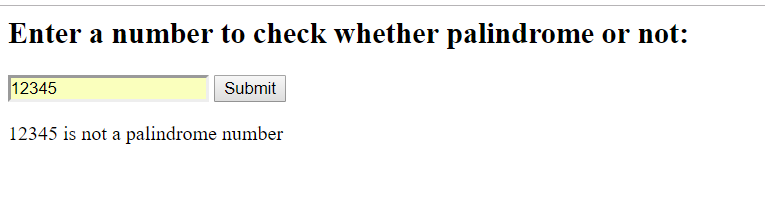 Enter a number to check whether palindrome or not:
12345 Submit
12345 is not a palindrome number